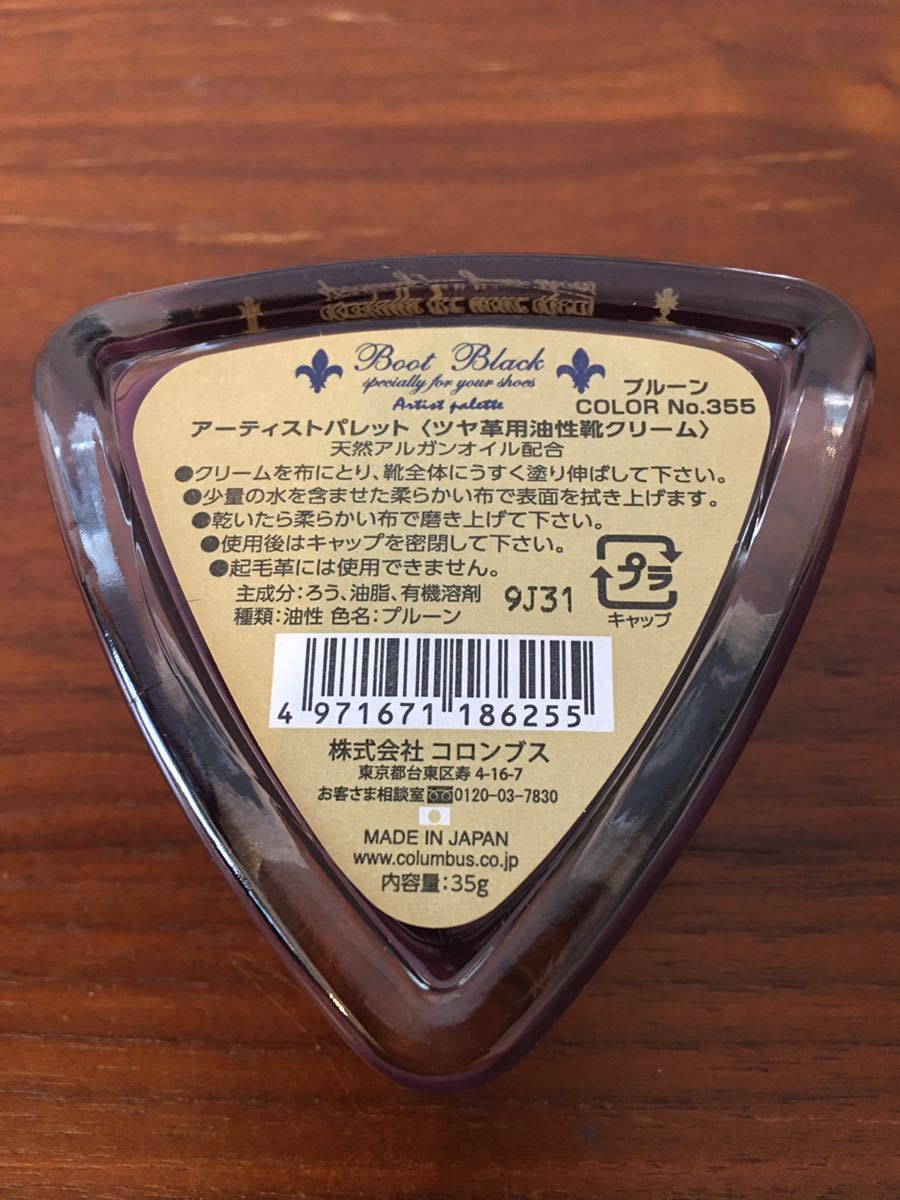 Boot Black
specially for your shoes
Artist palette
プルーン
COLOR No.355
アーティストパレット〈ツヤ革用油性靴クリーム〉
天然アルガンオイル配合
●クリームを布にとり、靴全体にうすく塗り伸ばして下さい。
●少量の水を含ませた柔らかい布で表面を拭き上げます。
●乾いたら柔らかい布で磨き上げて下さい。
●使用後はキャップを密閉して下さい。
●起毛革には使用できません。
主成分:ろう、油脂、有機溶剤
種類:油性 色名:プルーン
9J31
プラ
キャップ
4 971671 186255
株式会社 コロンブス
東京都台東区寿 4-16-7
お客さま相談室 0120-03-7830
MADE IN JAPAN
www.columbus.co.jp
内容量:35g